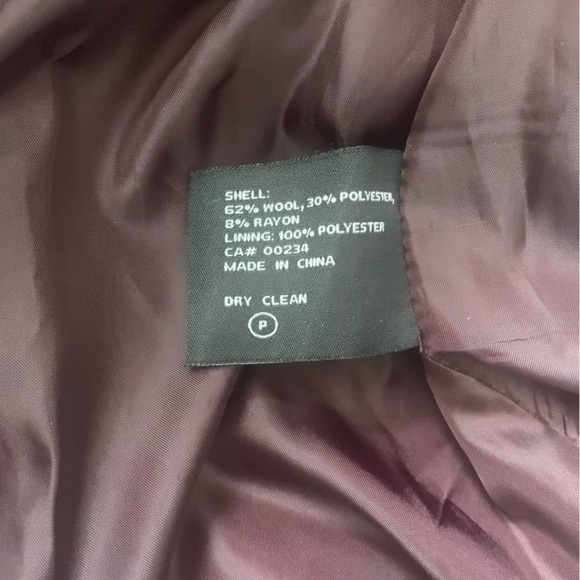 SHELL:
62% WOOL, 30% POLYESTER,
8% RAYON
LINING: 100% POLYESTER
CA# 00234
MADE IN CHINA
DRY CLEAN
P